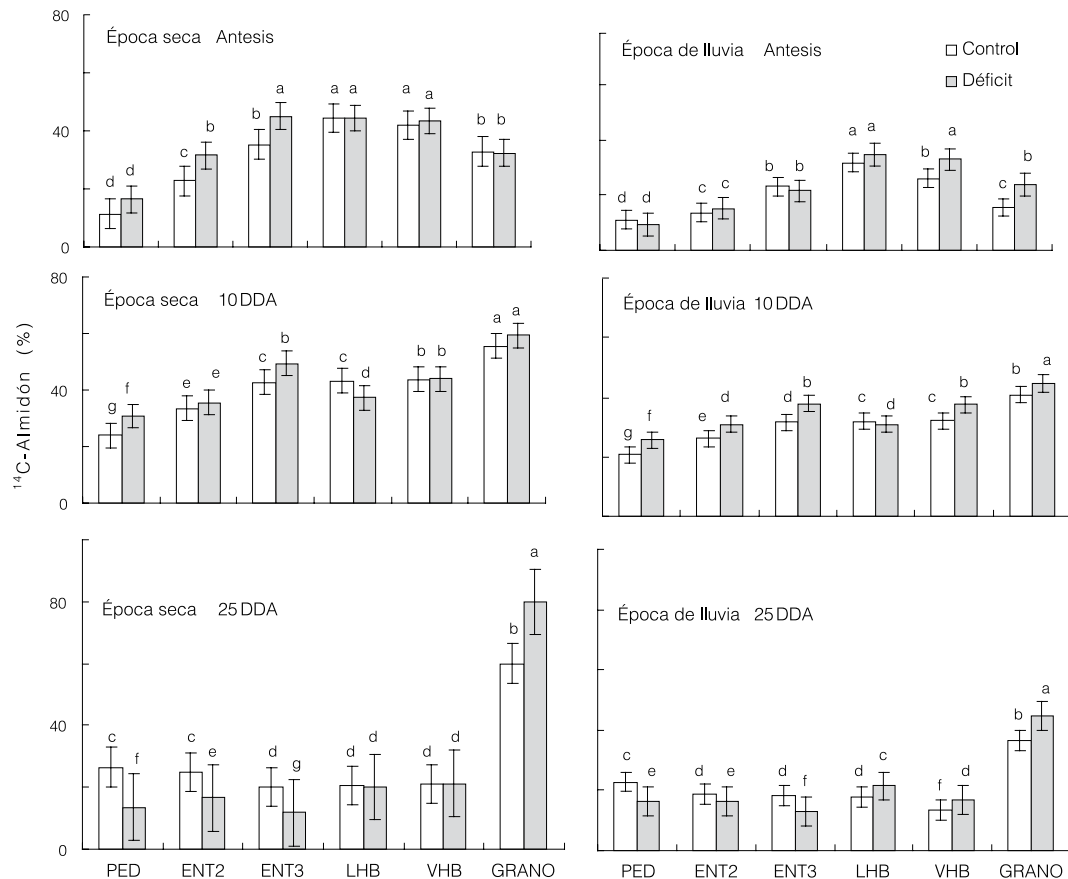 80
Época seca Antesis
Época de lluvia Antesis
Control
Déficit
d d c b b a a a a a b b
d d c c b b a a b a c b
40
0
80
Época seca 10 DDA
Época de lluvia 10 DDA
g f e e c b c d b b a a
g f e d d b c d c b b a
40
0
¹⁴C-Almidón (%)
Época seca 25 DDA
Época de lluvia 25 DDA
80
c f c e d g d d d d b a
c e d e d f d c f d b a
40
0
PED ENT2 ENT3 LHB VHB GRANO
PED ENT2 ENT3 LHB VHB GRANO